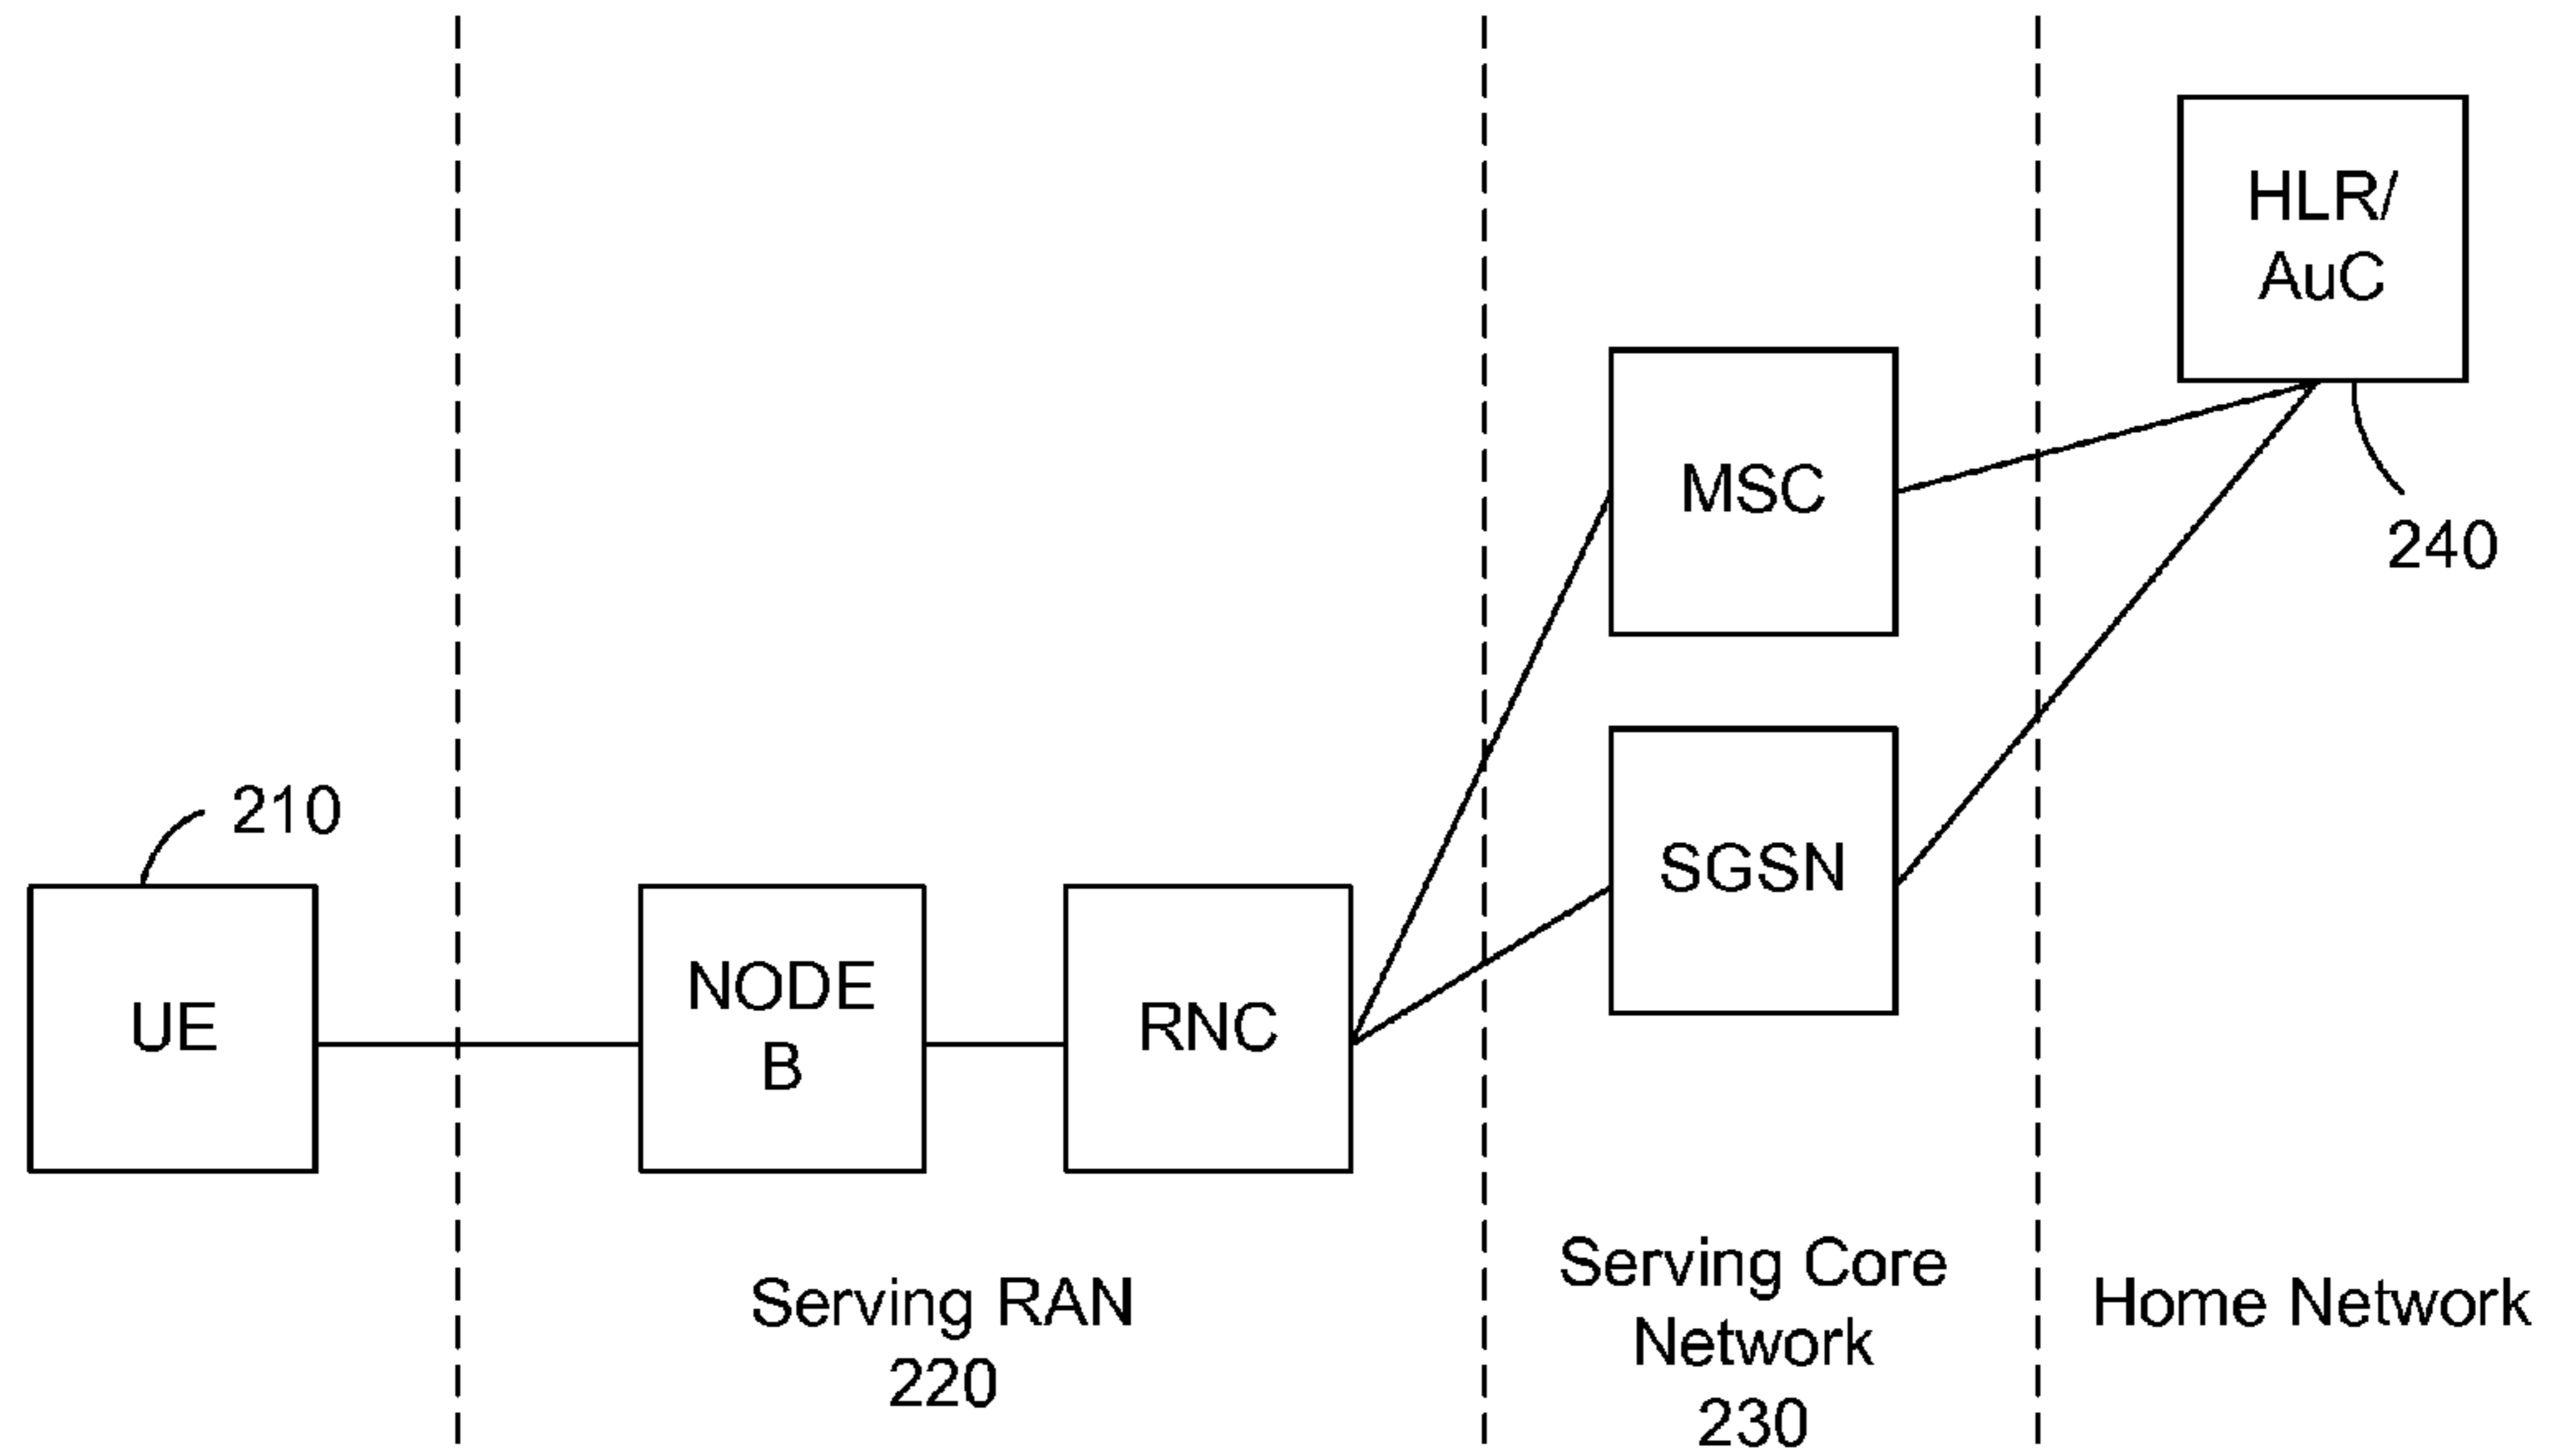 HLR/
AuC
MSC
240
210
SGSN
UE
NODE
B
RNC
Serving RAN
220
Serving Core
Network
230
Home Network